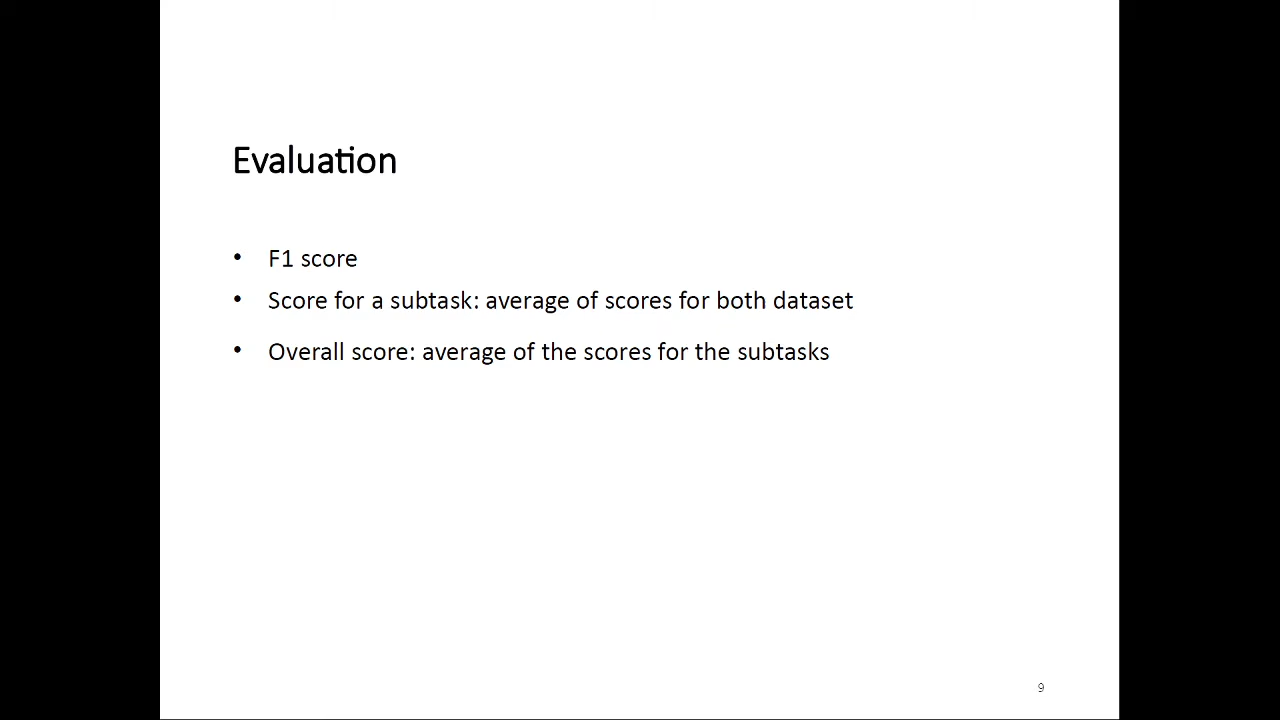 Evaluation
• F1 score
• Score for a subtask: average of scores for both dataset
• Overall score: average of the scores for the subtasks
9